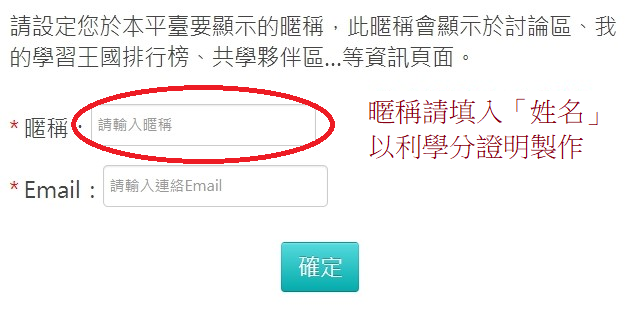 請設定您於本平臺要顯示的暱稱，此暱稱會顯示於討論區、我
的學習王國排行榜、共學夥伴區...等資訊頁面。
* 暱稱：請輸入暱稱
暱稱請填入「姓名」
以利學分證明製作
* Email：請輸入連絡Email
確定